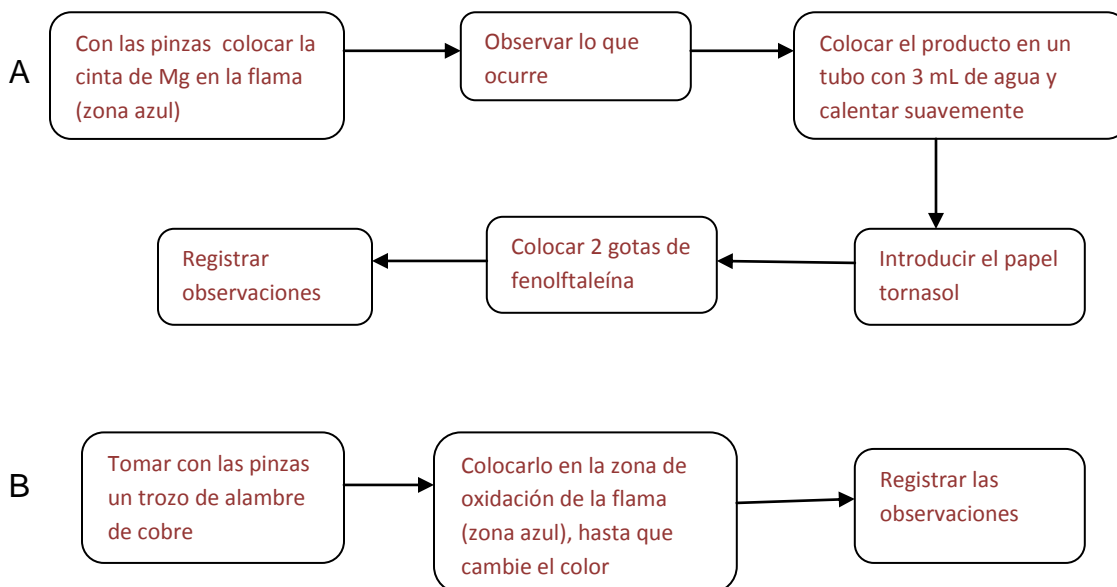 A
Con las pinzas colocar la
cinta de Mg en la flama
(zona azul)
Observar lo que
ocurre
Colocar el producto en un
tubo con 3 mL de agua y
calentar suavemente
Introducir el papel
tornasol
Colocar 2 gotas de
fenolftaleína
Registrar
observaciones
B
Tomar con las pinzas
un trozo de alambre
de cobre
Colocarlo en la zona de
oxidación de la flama
(zona azul), hasta que
cambie el color
Registrar las
observaciones